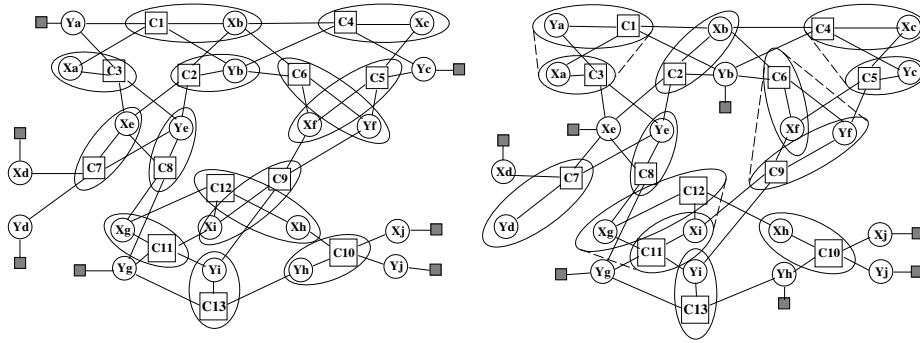 Ya C1 Xb C4 Xc
Xa C3 C2 Yb C6 C5 Yc
Xe Ye Xf Yf
Xd C7 C8 C9
C12
Yd Xg C11 Xi Xh C10 Xj
Yg Yi Yh Yj
C13
Ya C1 Xb C4 Xc
Xa C3 C2 Yb C6 C5 Yc
Xe Ye Xf Yf
Xd C7 C8 C9
C12
Yd Xg C11 Xi Xh C10 Xj
Yg Yi Yh Yj
C13